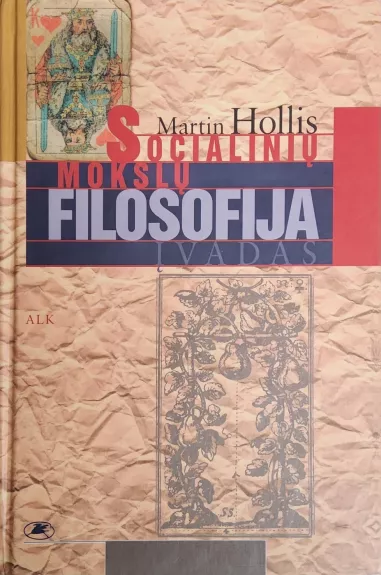 K
Martin Hollis
SOCIALINIŲ
MOKSLŲ
FILOSOFIJA
ĮVADAS
ALK